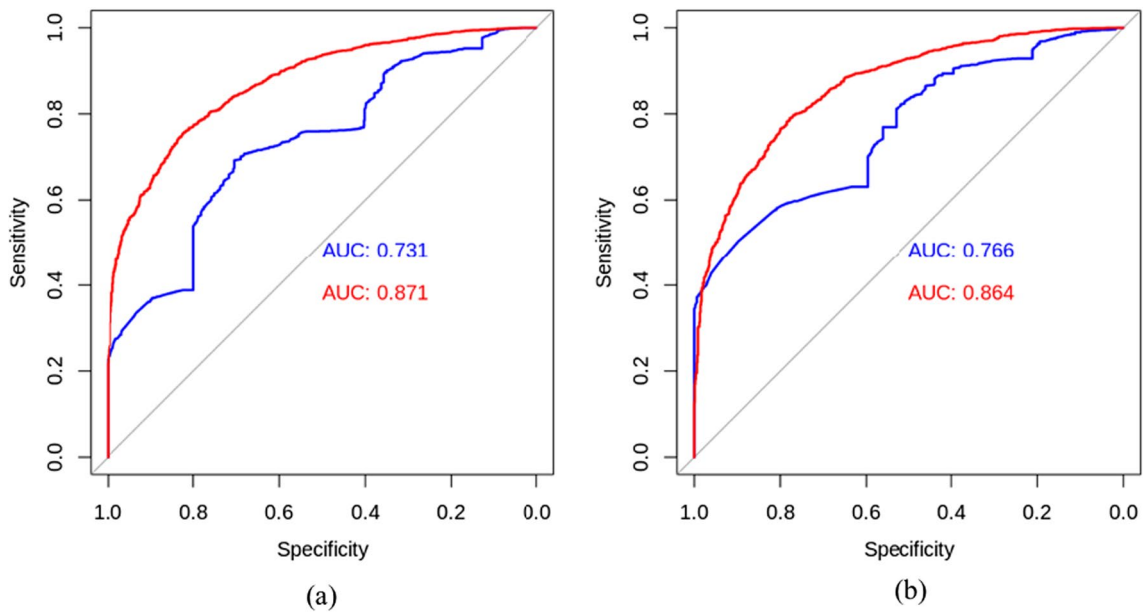 1.0
0.8
0.6
0.4
0.2
0.0
Sensitivity
AUC: 0.731
AUC: 0.871
1.0 0.8 0.6 0.4 0.2 0.0
Specificity
(a)
1.0
0.8
0.6
0.4
0.2
0.0
Sensitivity
AUC: 0.766
AUC: 0.864
1.0 0.8 0.6 0.4 0.2 0.0
Specificity
(b)